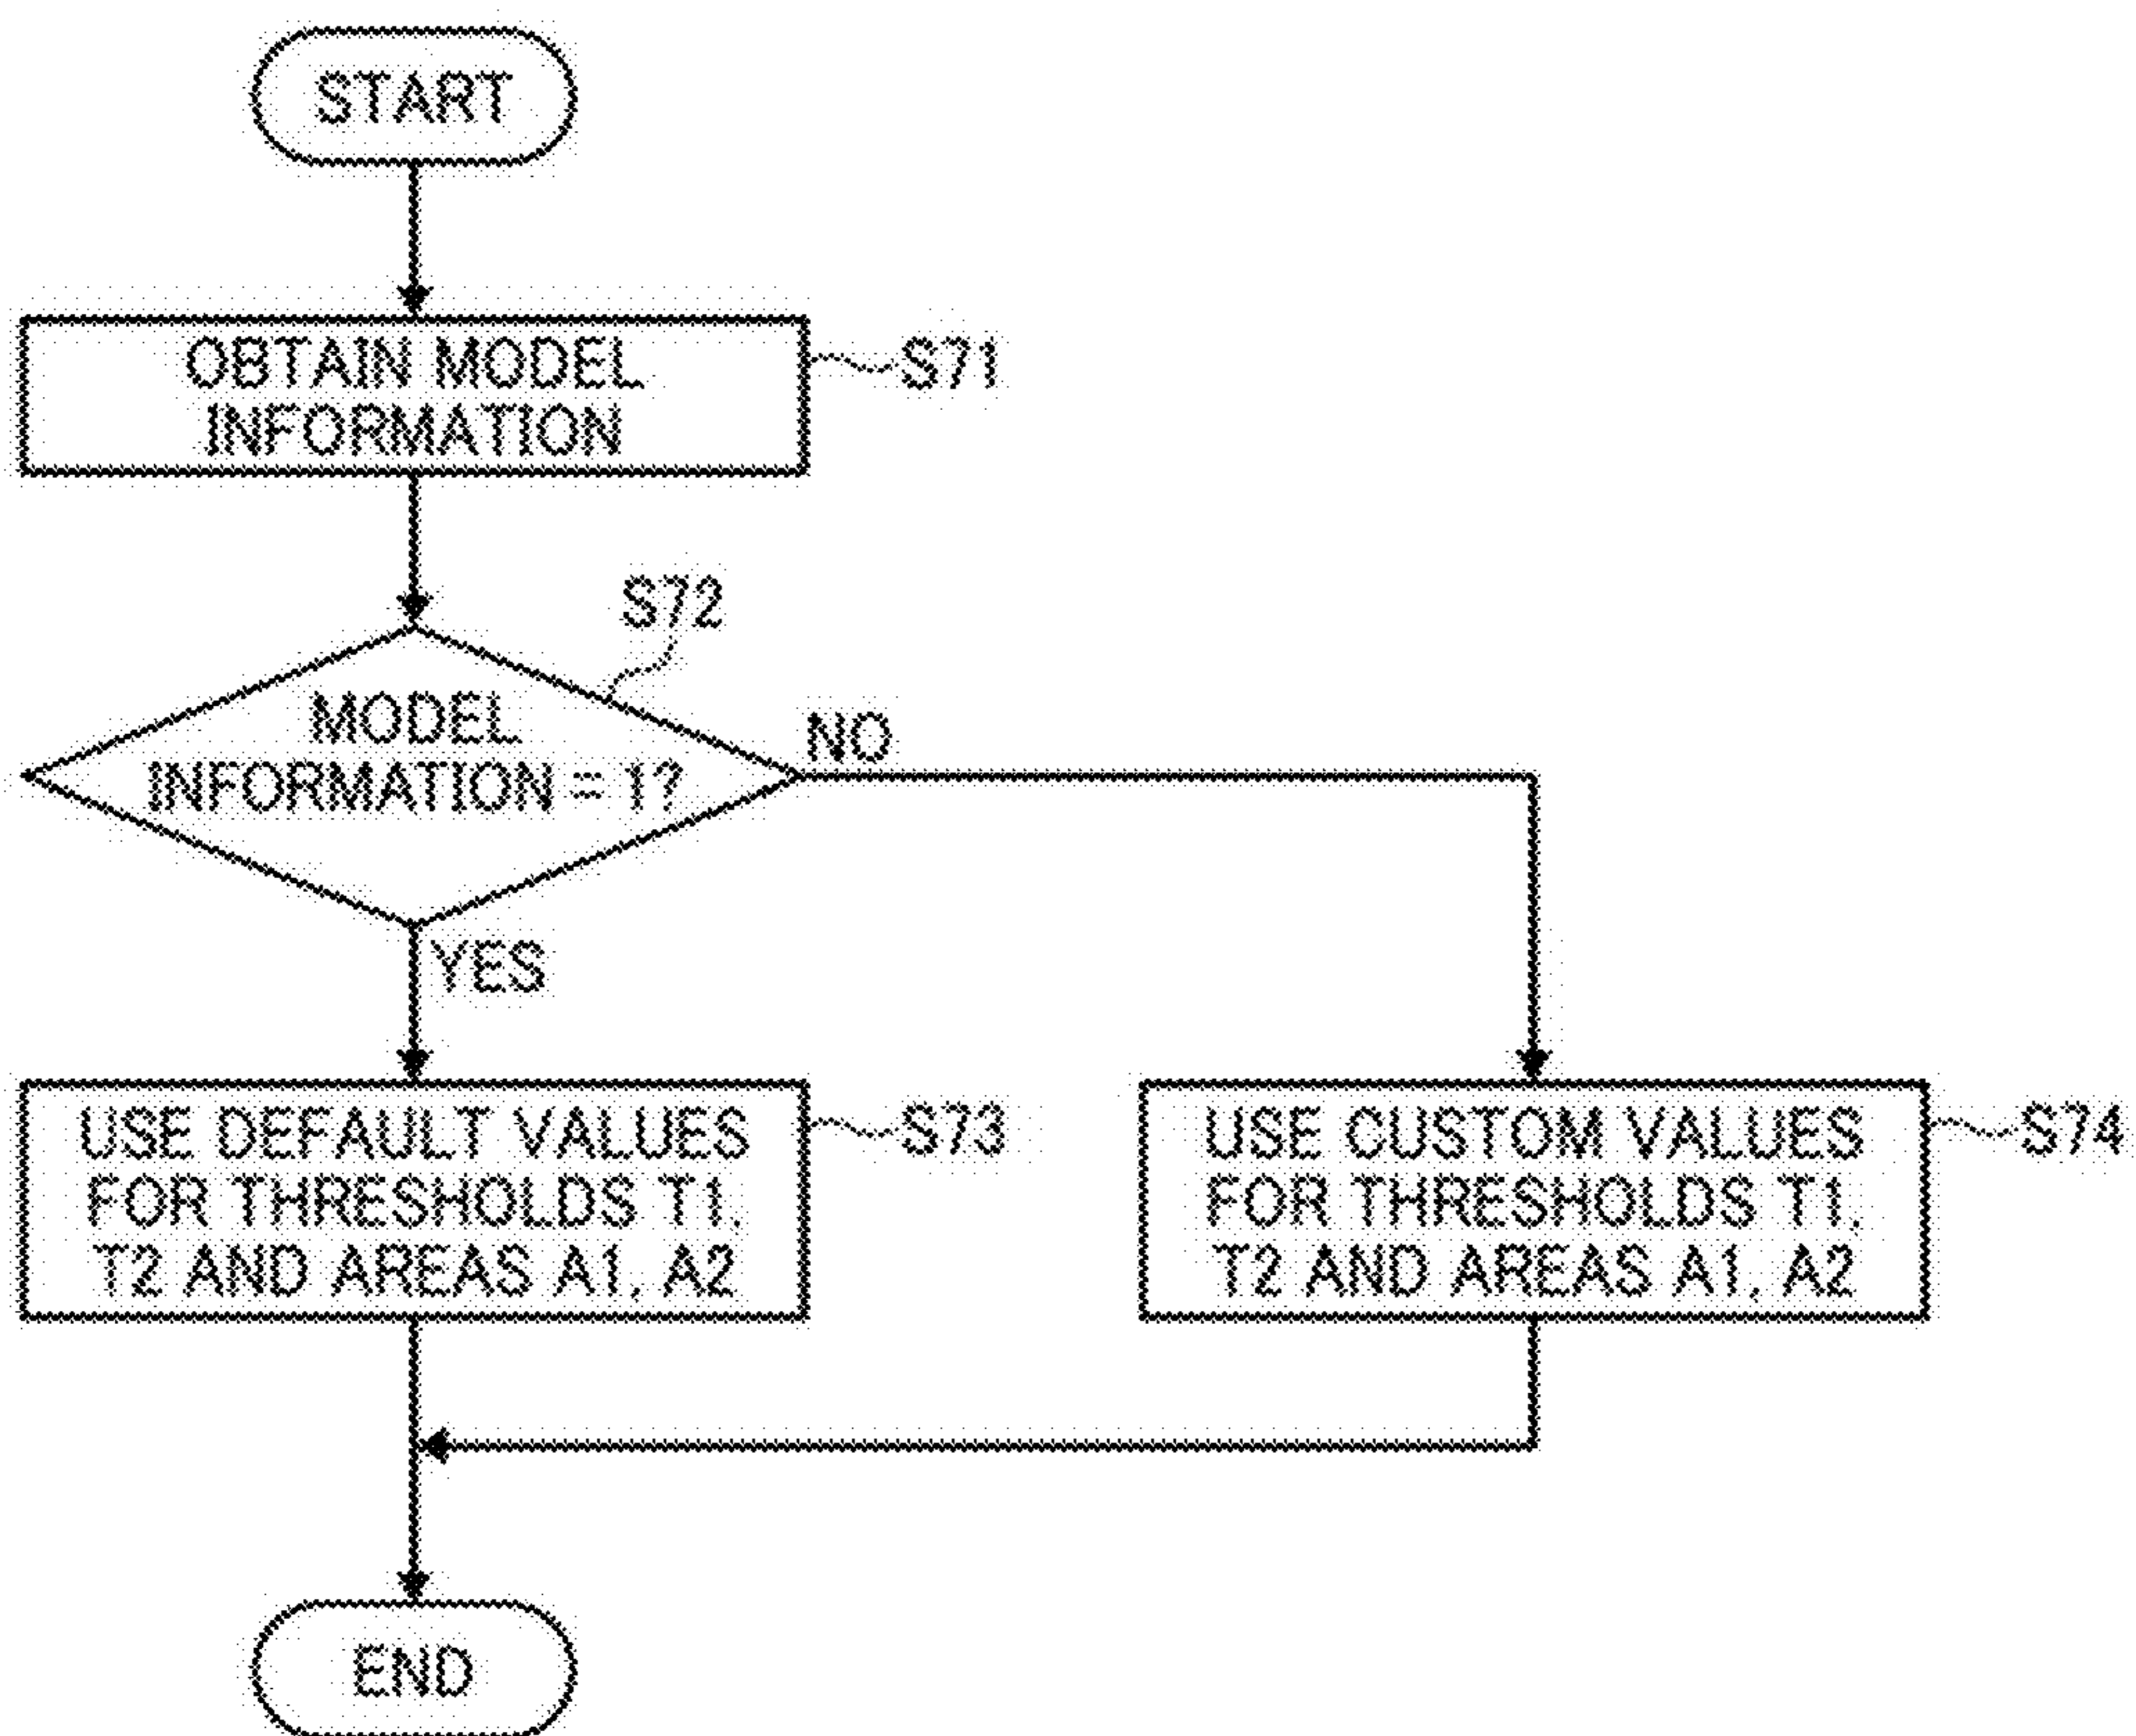 START
OBTAIN MODEL
INFORMATION
S71
S72
MODEL
INFORMATION = 1?
NO
YES
USE DEFAULT VALUES
FOR THRESHOLDS T1,
T2 AND AREAS A1, A2
S73
USE CUSTOM VALUES
FOR THRESHOLDS T1,
T2 AND AREAS A1, A2
S74
END